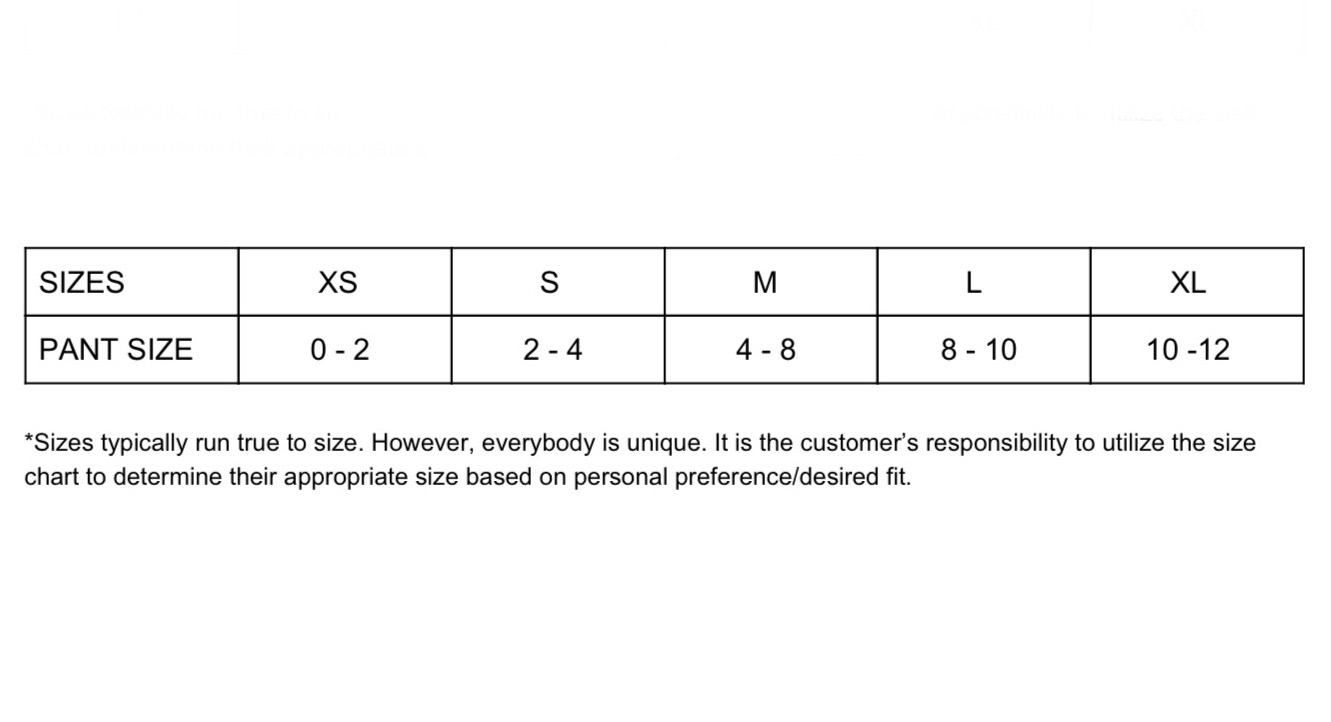 SIZES XS S M L XL
PANT SIZE 0 - 2 2 - 4 4 - 8 8 - 10 10 -12
*Sizes typically run true to size. However, everybody is unique. It is the customer’s responsibility to utilize the size
chart to determine their appropriate size based on personal preference/desired fit.